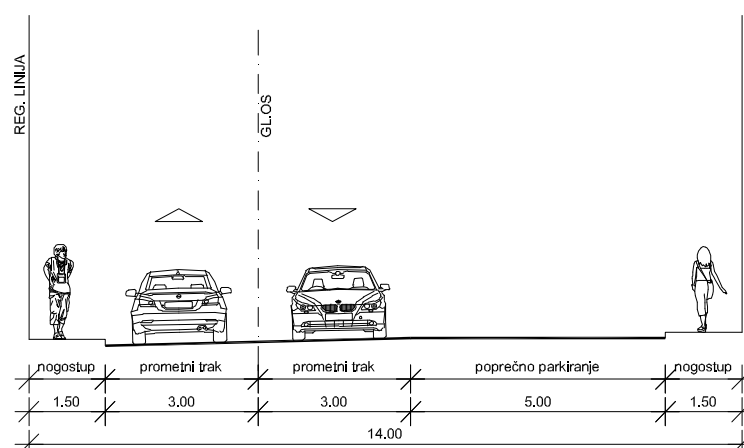 REG. LINIJA
GL.OS
nogostup prometni trak prometni trak poprečno parkiranje nogostup
1.50 3.00 3.00 5.00 1.50
14.00